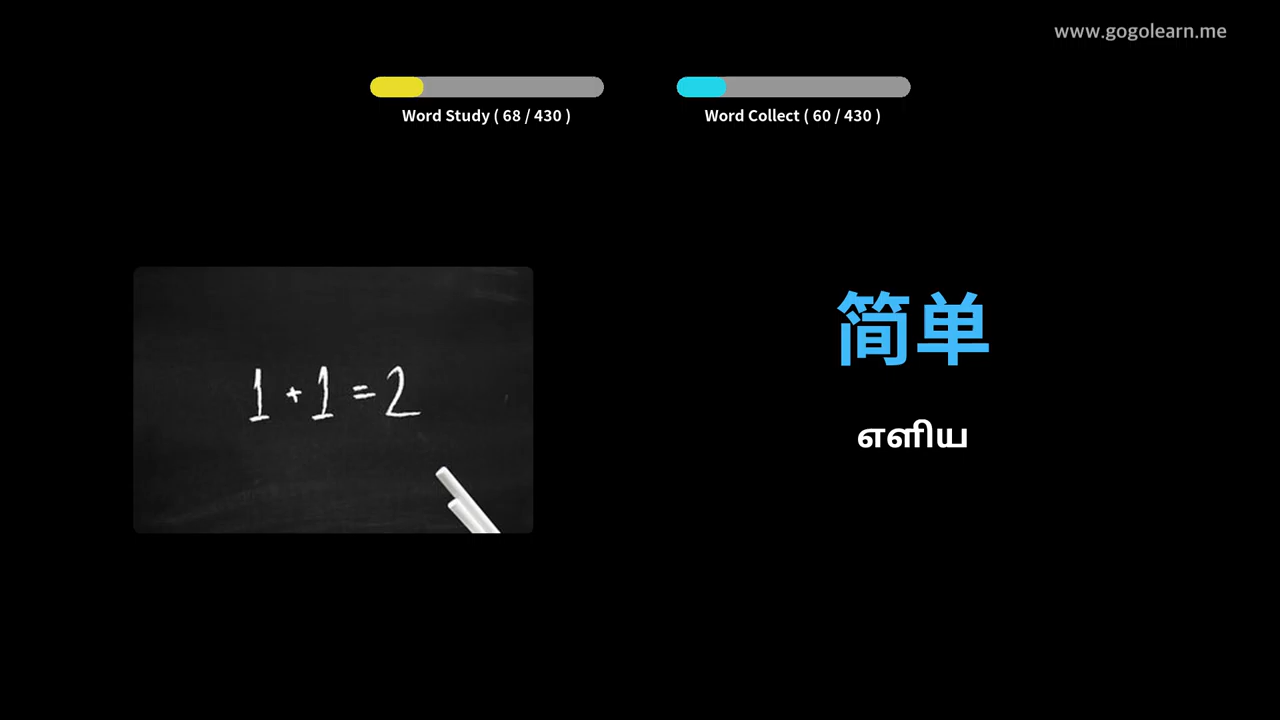 www.gogolearn.me
Word Study ( 68 / 430 )
Word Collect ( 60 / 430 )
1 + 1 = 2
简单
எளிய